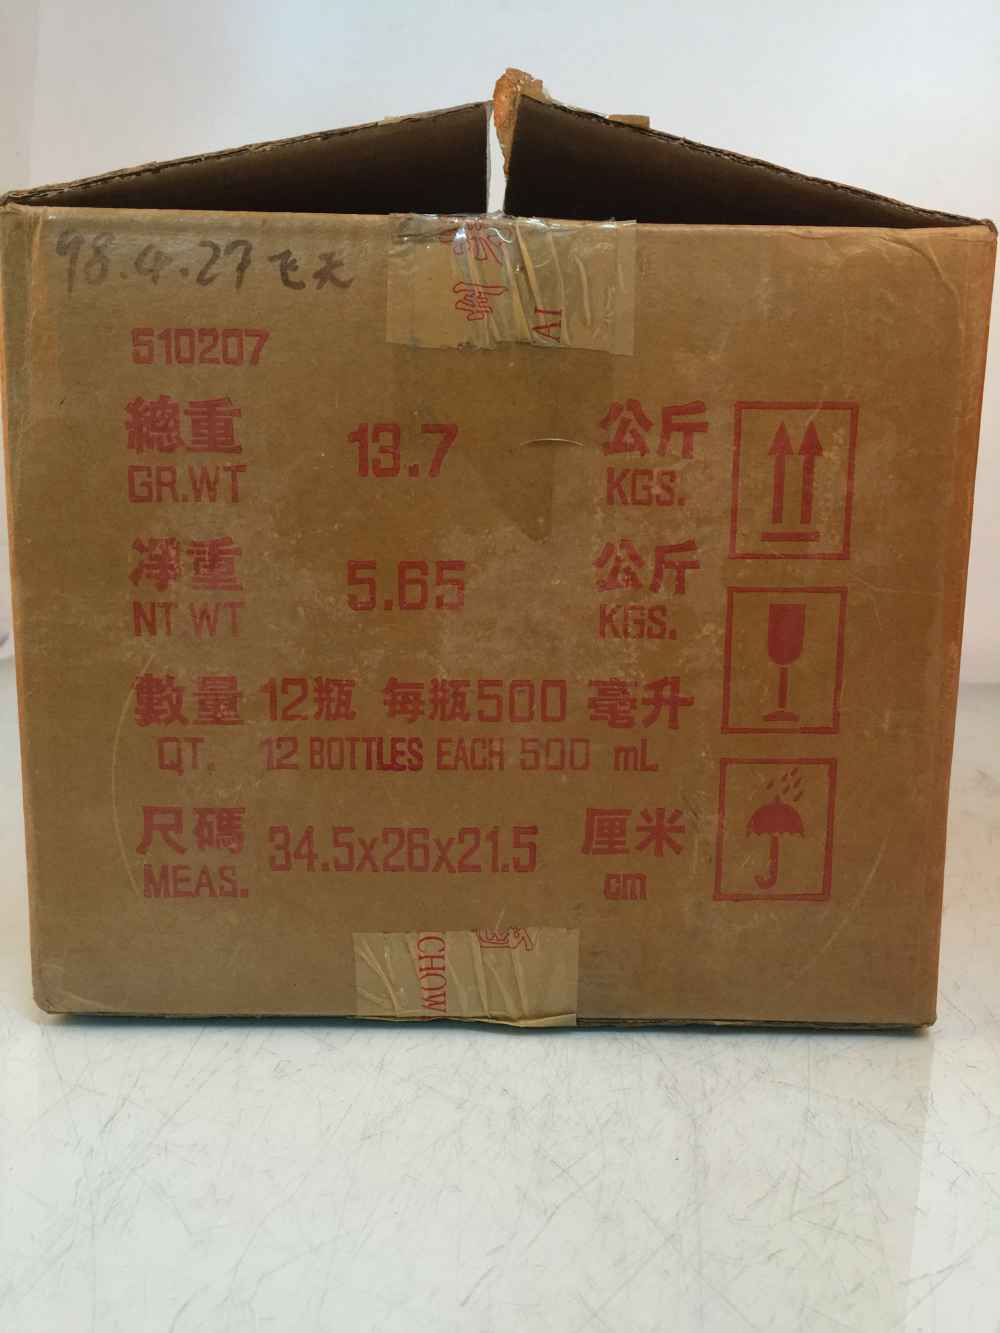 98.4.27 飞天
AI
510207
總重 13.7 公斤
GR.WT KGS.
凈重 5.65 公斤
NT.WT KGS.
數量 12瓶 每瓶500 毫升
QT. 12 BOTTLES EACH 500 mL
尺碼 34.5x26x21.5 厘米
MEAS. cm
CHOW